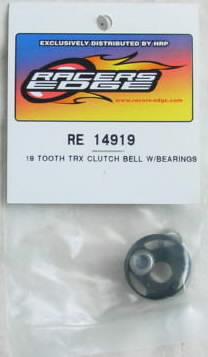 EXCLUSIVELY DISTRIBUTED BY HRP
RACERS
EDGE
www.racers-edge.com
RE 14919
19 TOOTH TRX CLUTCH BELL W/BEARINGS